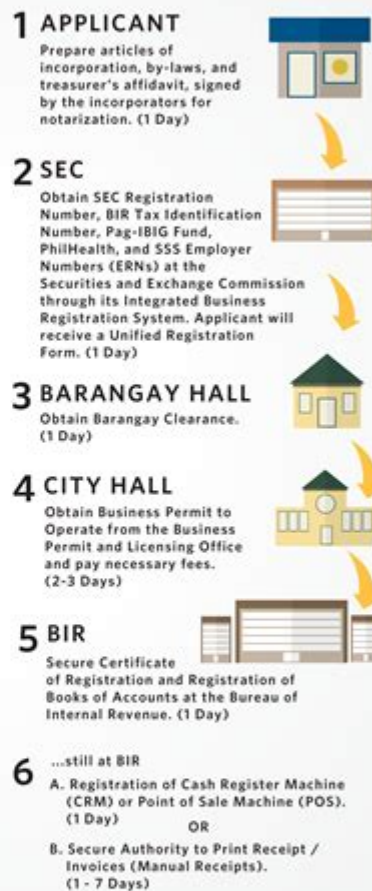 1 APPLICANT
Prepare articles of
incorporation, by-laws, and
treasurer's affidavit, signed
by the incorporators for
notarization. (1 Day)
2 SEC
Obtain SEC Registration
Number, BIR Tax Identification
Number, Pag-IBIG Fund,
PhilHealth, and SSS Employer
Numbers (ERNs) at the
Securities and Exchange Commission
through its Integrated Business
Registration System. Applicant will
receive a Unified Registration
Form. (1 Day)
3 BARANGAY HALL
Obtain Barangay Clearance.
(1 Day)
4 CITY HALL
Obtain Business Permit to
Operate from the Business
Permit and Licensing Office
and pay necessary fees.
(2-3 Days)
5 BIR
Secure Certificate
of Registration and Registration of
Books of Accounts at the Bureau of
Internal Revenue. (1 Day)
6 ...still at BIR
A. Registration of Cash Register Machine
(CRM) or Point of Sale Machine (POS).
(1 Day)
OR
B. Secure Authority to Print Receipt /
Invoices (Manual Receipts).
(1 - 7 Days)